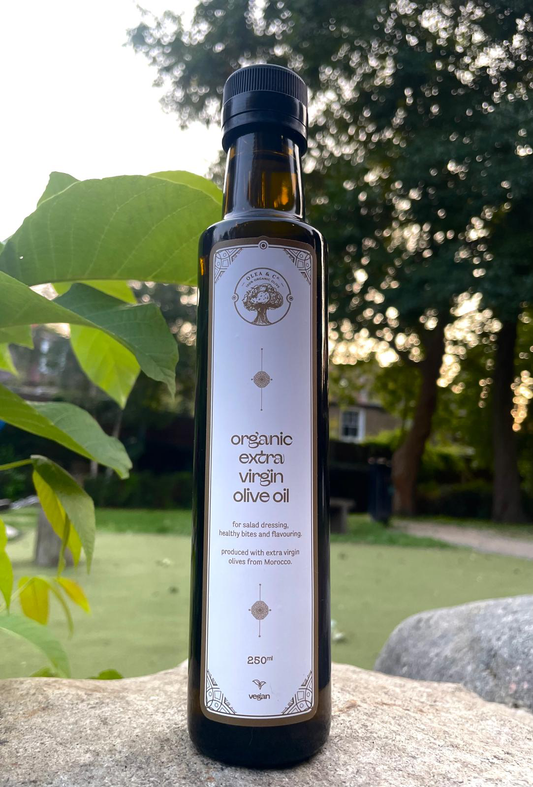 OLEA & Co
organic
extra
virgin
olive oil
for salad dressing,
healthy bites and flavouring.
produced with extra virgin
olives from Morocco.
250ml
vegan